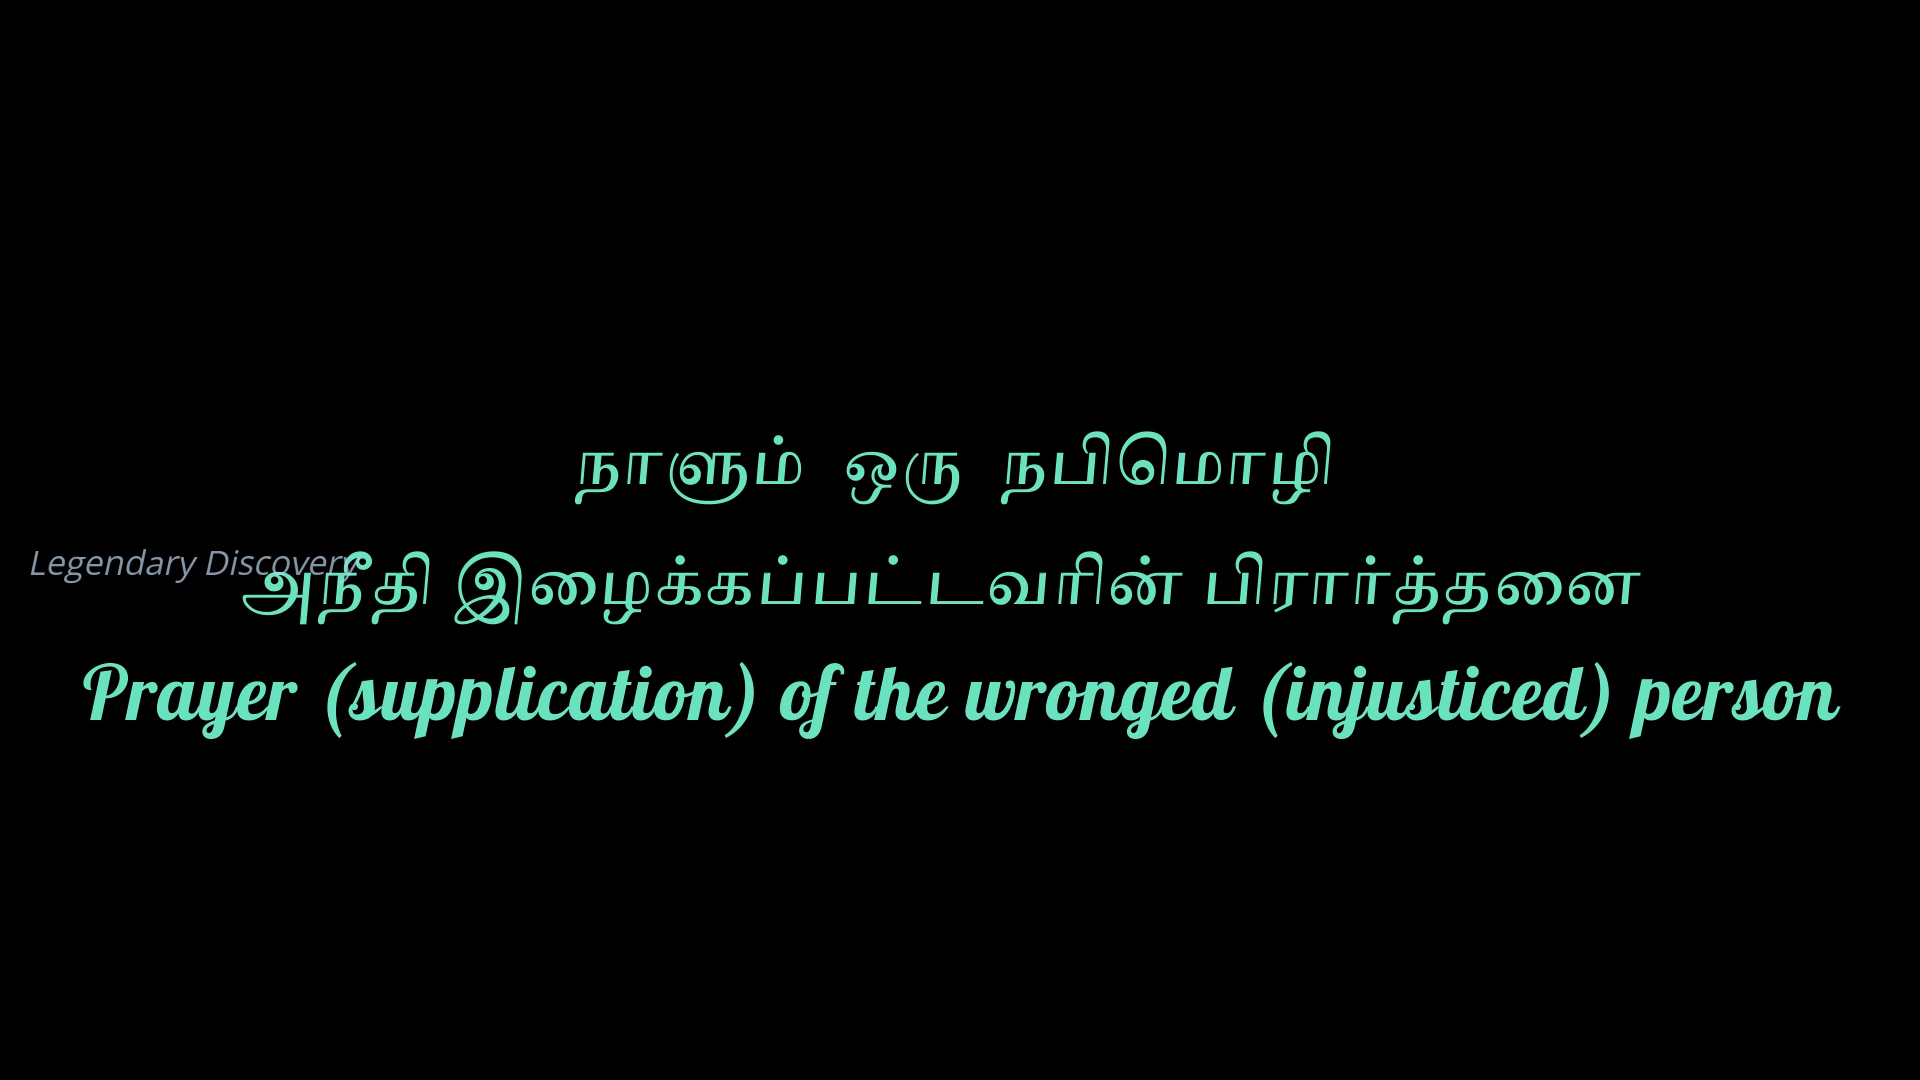 நாளும் ஒரு நபிமொழி
Legendary Discovery
அநீதி இழைக்கப்பட்டவரின் பிரார்த்தனை
Prayer (supplication) of the wronged (injusticed) person